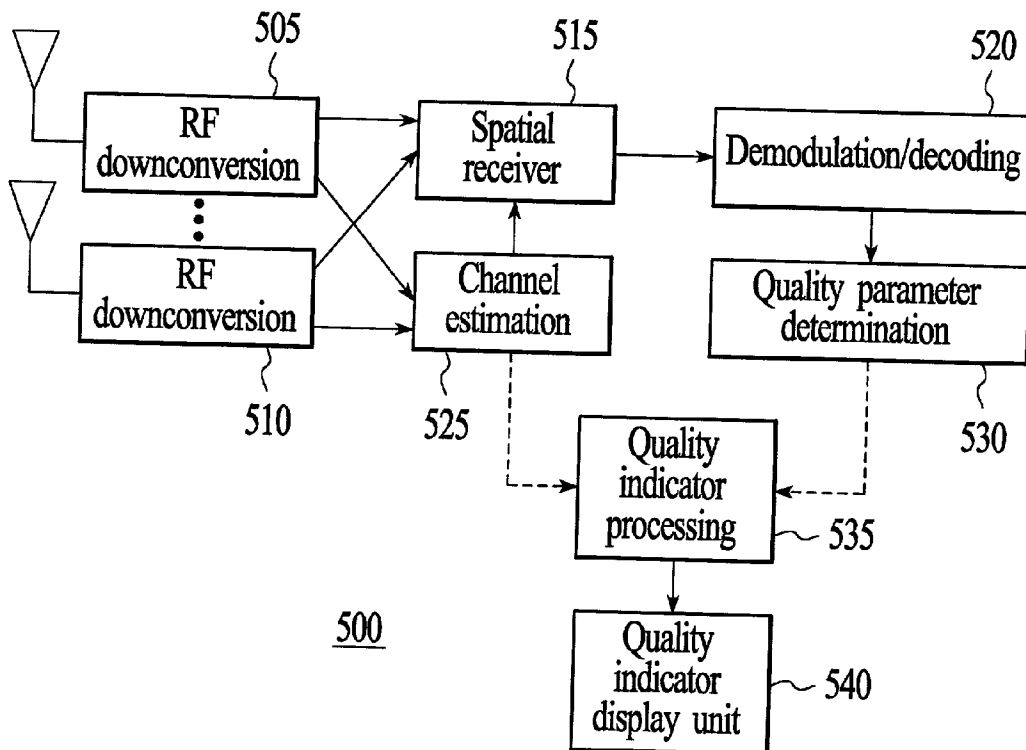 505
515
520
RF
downconversion
Spatial
receiver
Demodulation/decoding
RF
downconversion
Channel
estimation
Quality parameter
determination
510
525
530
Quality
indicator
processing
535
500
Quality
indicator
display unit
540